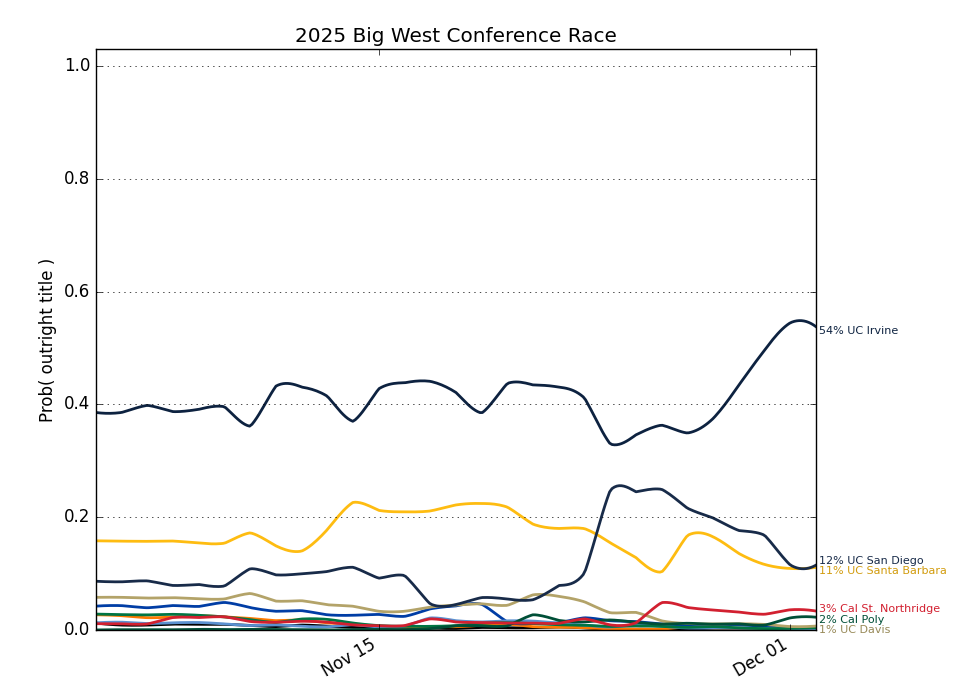 2025 Big West Conference Race
Prob( outright title )
1.0
0.8
0.6
0.4
0.2
0.0
Nov 15
Dec 01
54% UC Irvine
12% UC San Diego
11% UC Santa Barbara
3% Cal St. Northridge
2% Cal Poly
1% UC Davis